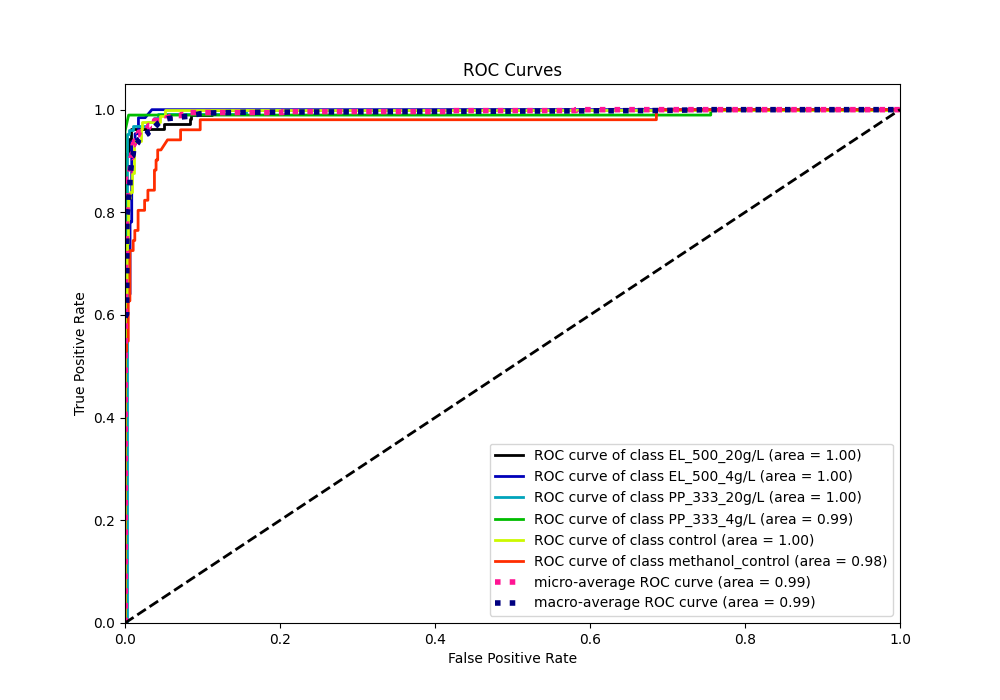 ROC Curves
True Positive Rate
1.0
0.8
0.6
0.4
0.2
0.0
ROC curve of class EL_500_20g/L (area = 1.00)
ROC curve of class EL_500_4g/L (area = 1.00)
ROC curve of class PP_333_20g/L (area = 1.00)
ROC curve of class PP_333_4g/L (area = 0.99)
ROC curve of class control (area = 1.00)
ROC curve of class methanol_control (area = 0.98)
micro-average ROC curve (area = 0.99)
macro-average ROC curve (area = 0.99)
0.0 0.2 0.4 0.6 0.8 1.0
False Positive Rate